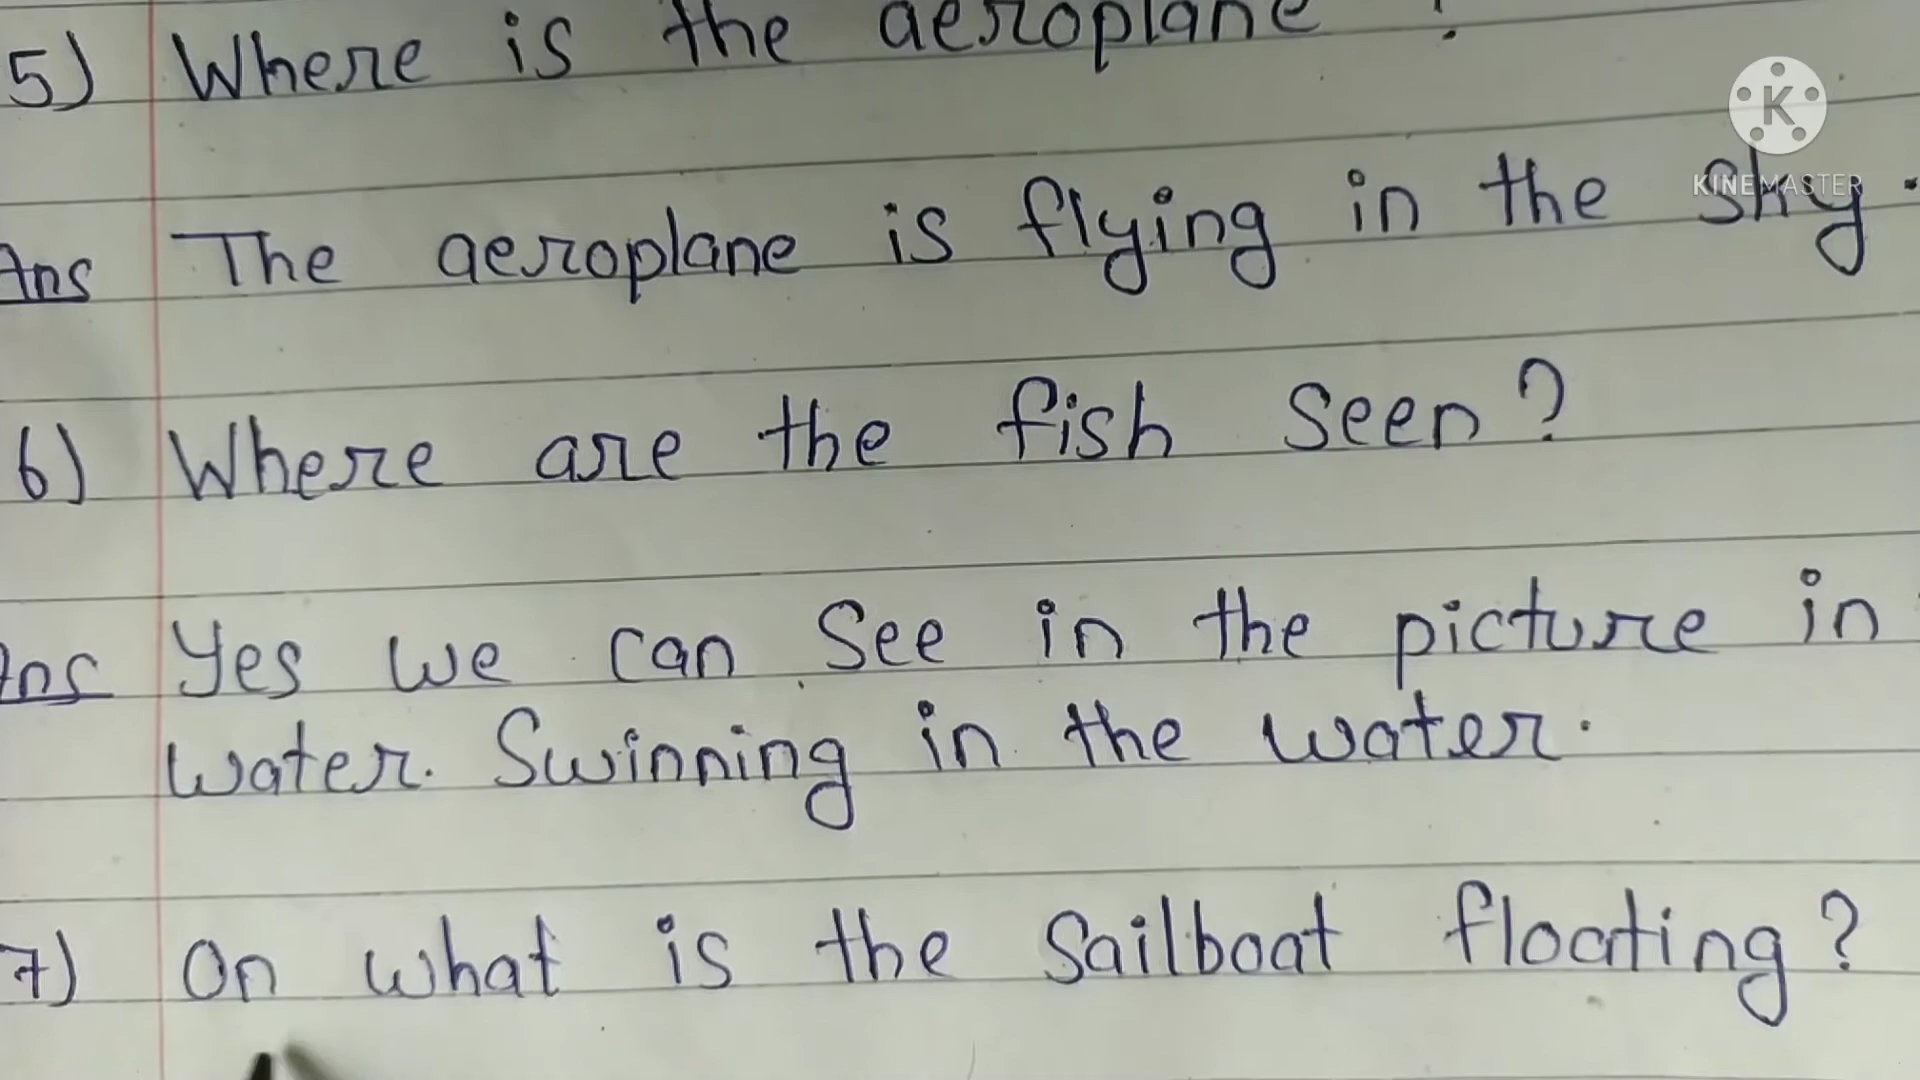 5) Where is the aeroplane ?
K
KINEMASTER
Ans The aeroplane is flying in the sky.
6) Where are the fish seen?
Ans Yes we can see in the picture in
water. Swinning in the water.
7) On what is the Sailboat floating?